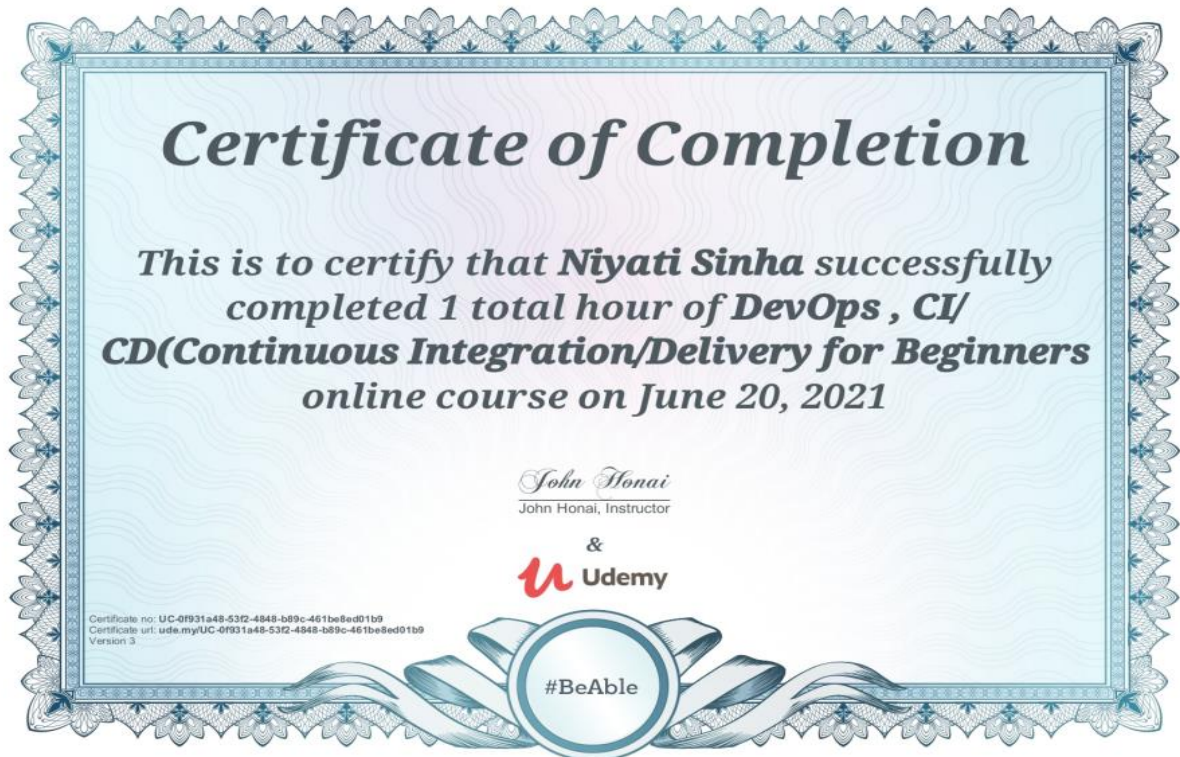 Certificate of Completion
This is to certify that Niyati Sinha successfully
completed 1 total hour of DevOps , CI/
CD(Continuous Integration/Delivery for Beginners
online course on June 20, 2021
John Honai
John Honai, Instructor
&
Udemy
Certificate no: UC-0f931a48-53f2-4848-b89c-461be8ed01b9
Certificate url: ude.my/UC-0f931a48-53f2-4848-b89c-461be8ed01b9
Version 3
#BeAble